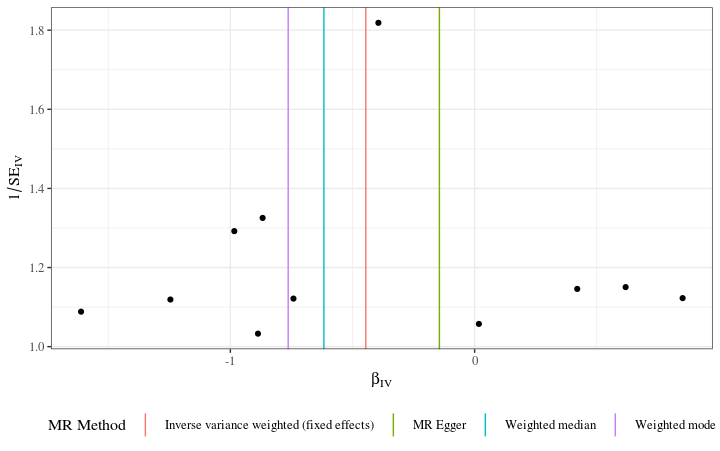 1.8
1.6
1.4
1.2
1.0
1/SE_IV
-1 0
β_IV
MR Method Inverse variance weighted (fixed effects) MR Egger Weighted median Weighted mode